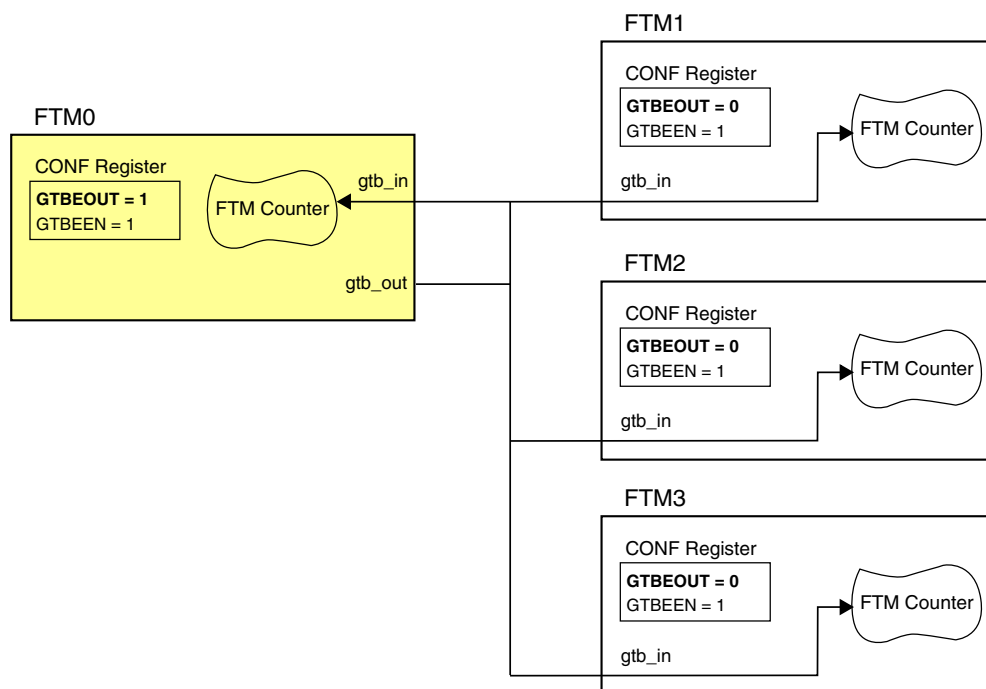 FTM0
CONF Register
GTBEOUT = 1
GTBEEN = 1
FTM Counter
gtb_in
gtb_out
FTM1
CONF Register
GTBEOUT = 0
GTBEEN = 1
FTM Counter
gtb_in
FTM2
CONF Register
GTBEOUT = 0
GTBEEN = 1
FTM Counter
gtb_in
FTM3
CONF Register
GTBEOUT = 0
GTBEEN = 1
FTM Counter
gtb_in